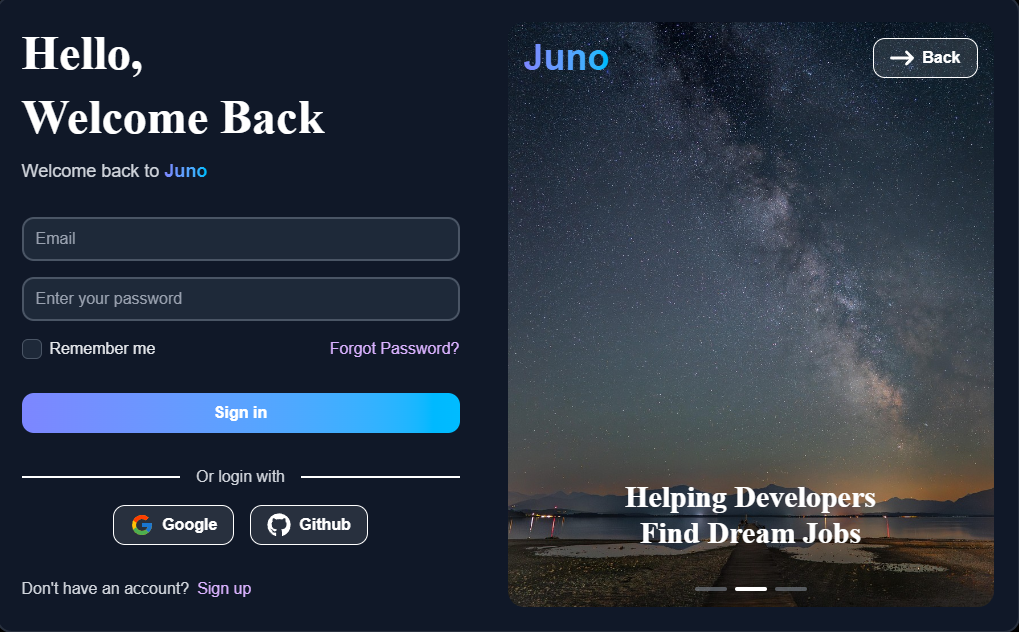 Hello,
Welcome Back
Welcome back to Juno
Email
Enter your password
Remember me
Forgot Password?
Sign in
Or login with
Google
Github
Don't have an account? Sign up
Juno
Back
Helping Developers
Find Dream Jobs